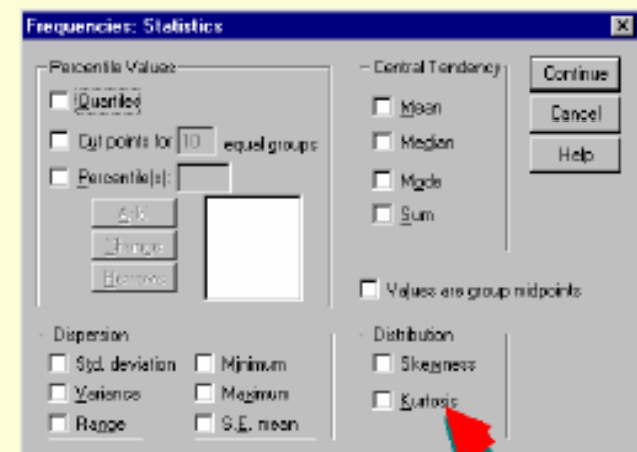 Frequencies: Statistics
Percentile Values
Quartiles
Cut points for 10 equal groups
Percentile(s):
Add
Change
Remove
Central Tendency
Mean
Median
Mode
Sum
Continue
Cancel
Help
Values are group midpoints
Dispersion
Std. deviation Minimum
Variance Maximum
Range S.E. mean
Distribution
Skewness
Kurtosis